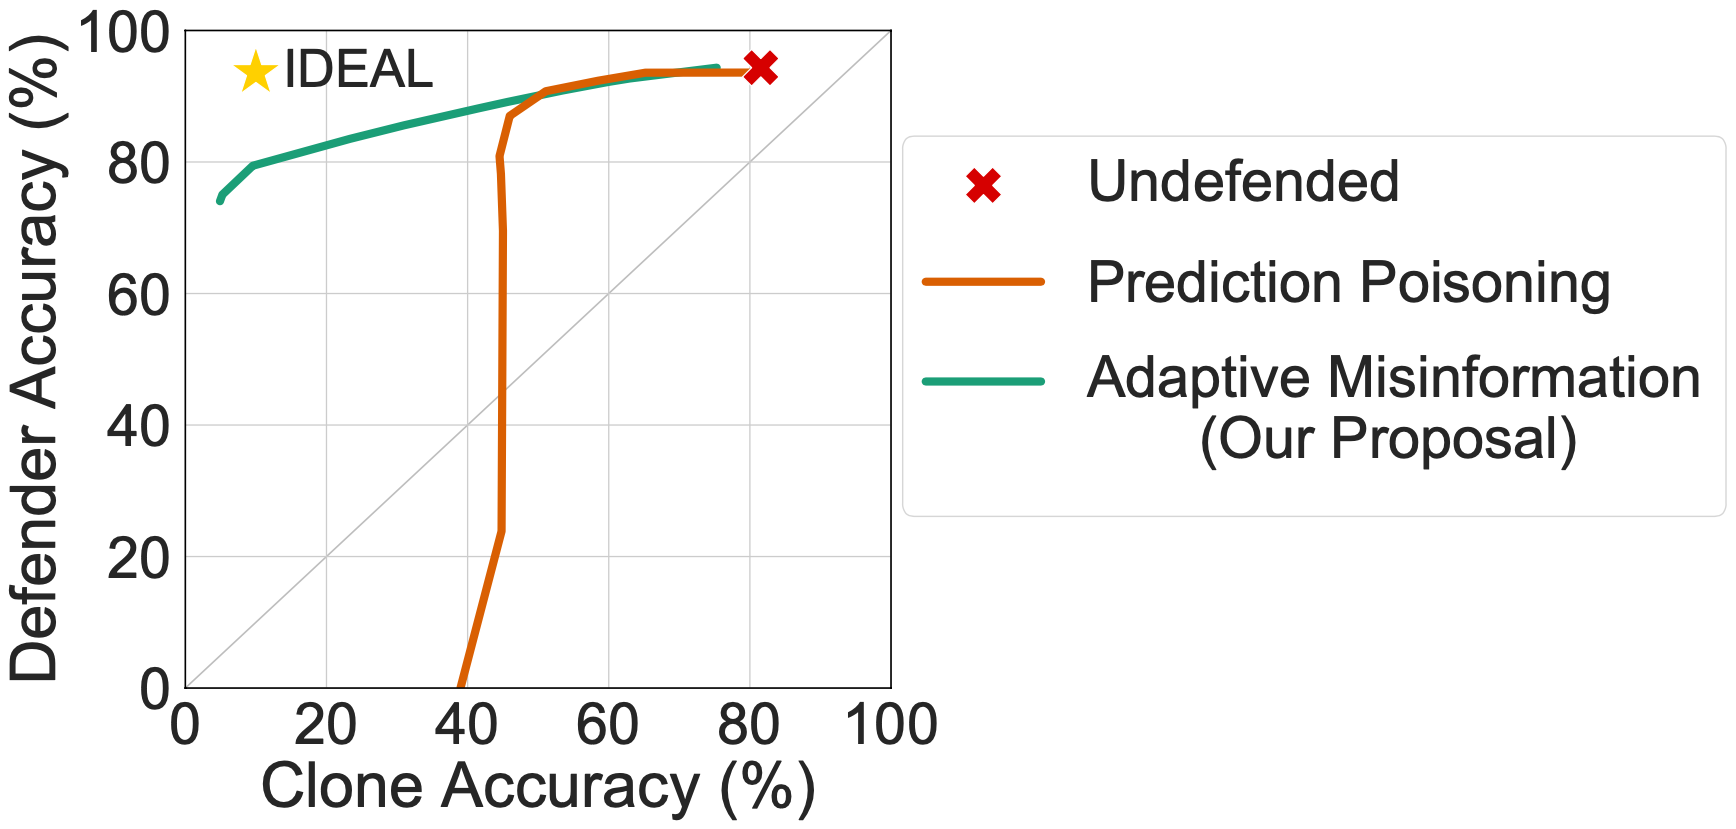 Defender Accuracy (%)
100
80
60
40
20
0
IDEAL
0 20 40 60 80 100
Clone Accuracy (%)
Undefended
Prediction Poisoning
Adaptive Misinformation
(Our Proposal)